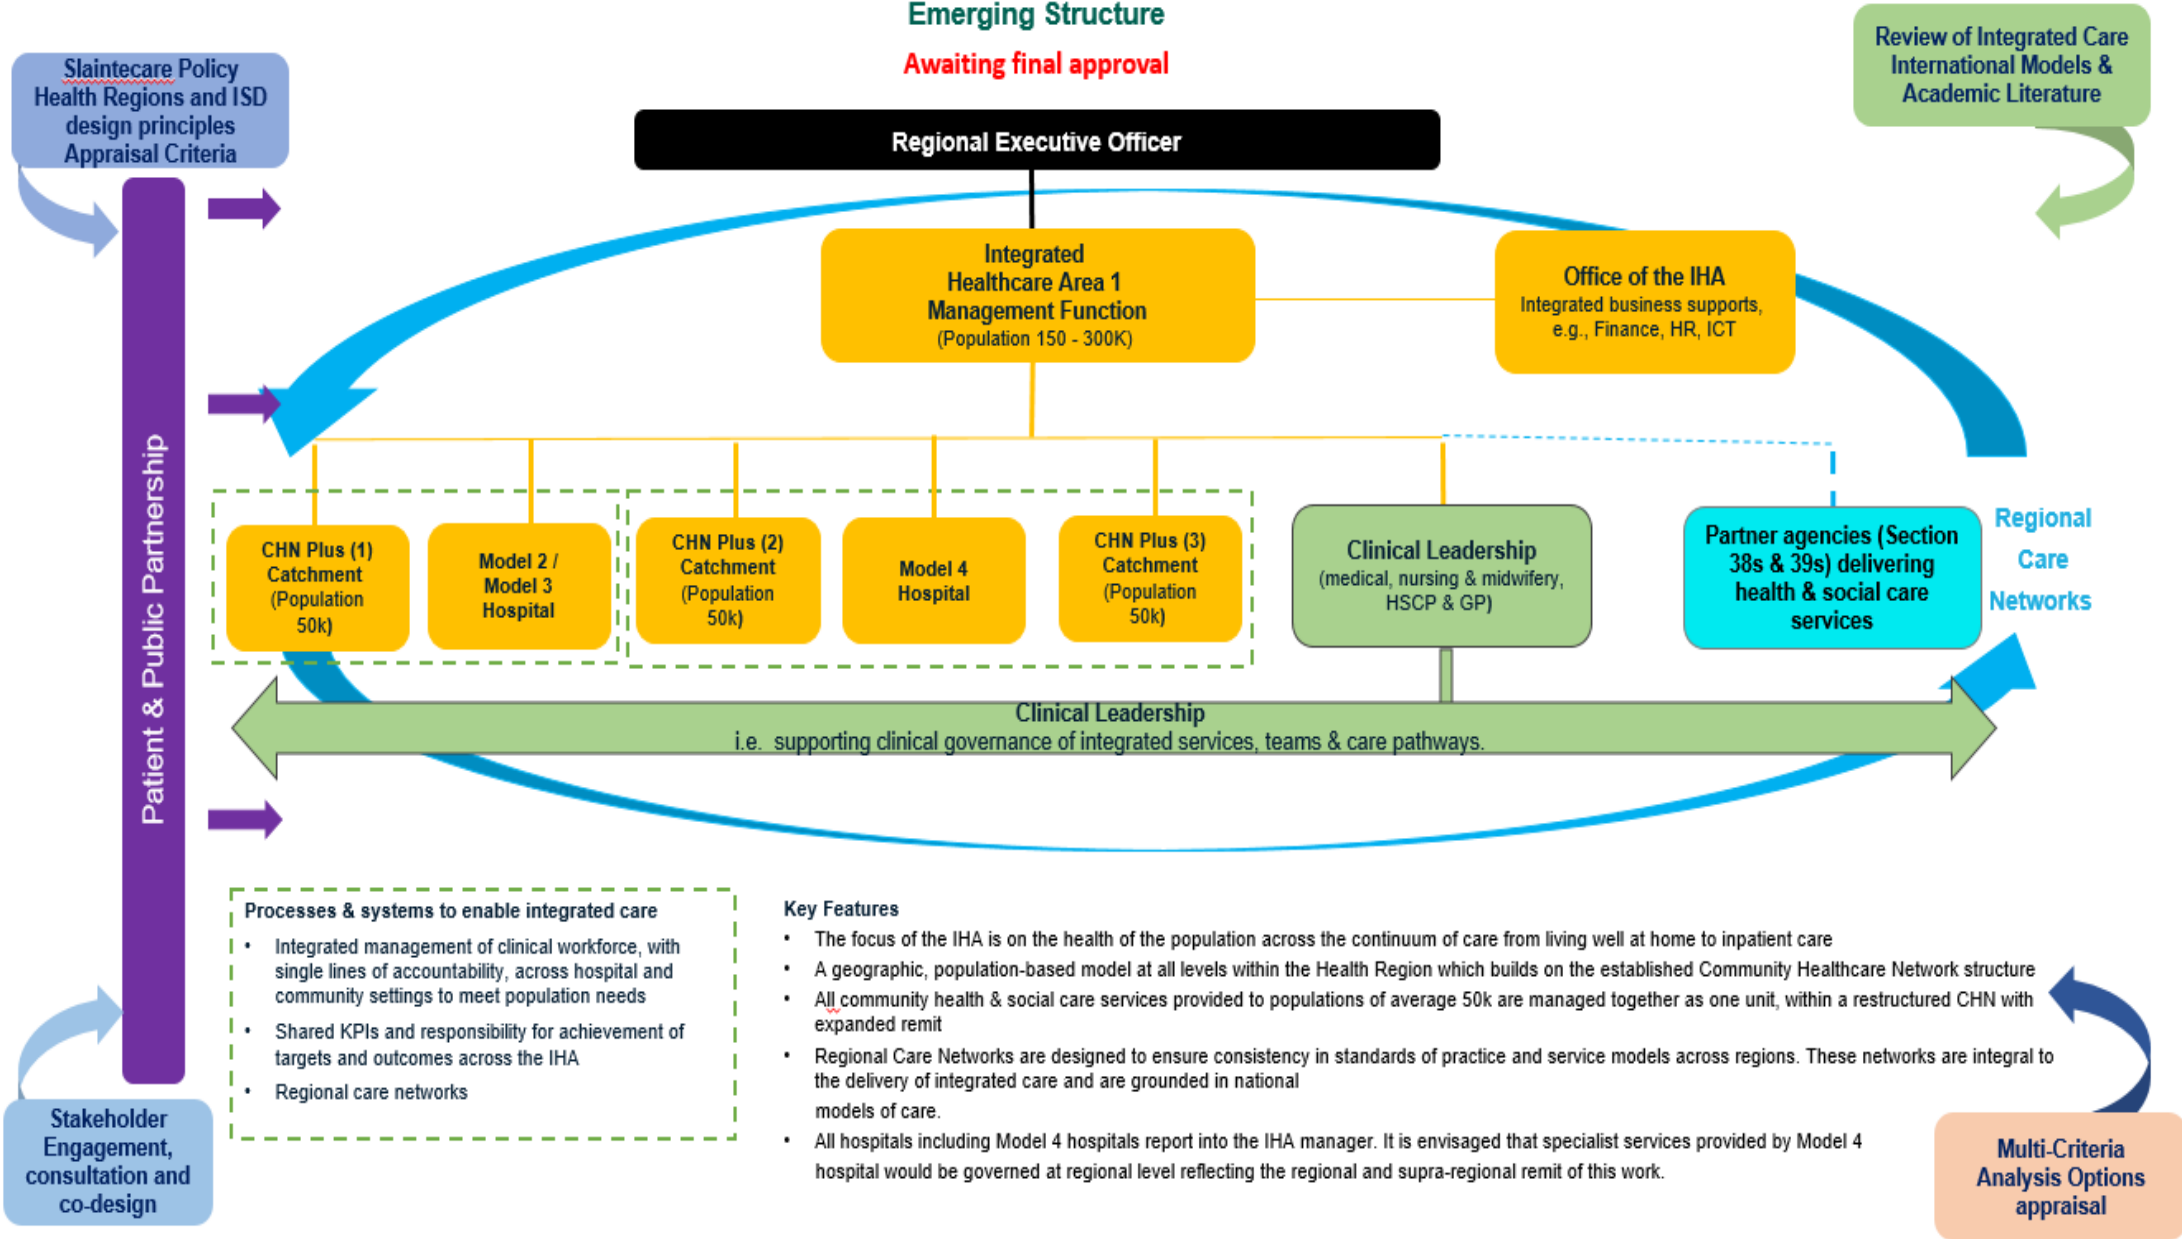 Emerging Structure
Awaiting final approval
Slaintecare Policy
Health Regions and ISD
design principles
Appraisal Criteria
Review of Integrated Care
International Models &
Academic Literature
Regional Executive Officer
Integrated
Healthcare Area 1
Management Function
(Population 150 - 300K)
Office of the IHA
Integrated business supports,
e.g., Finance, HR, ICT
Patient & Public Partnership
CHN Plus (1)
Catchment
(Population
50k)
Model 2 /
Model 3
Hospital
CHN Plus (2)
Catchment
(Population
50k)
Model 4
Hospital
CHN Plus (3)
Catchment
(Population
50k)
Clinical Leadership
(medical, nursing & midwifery,
HSCP & GP)
Partner agencies (Section
38s & 39s) delivering
health & social care
services
Regional
Care
Networks
Clinical Leadership
i.e. supporting clinical governance of integrated services, teams & care pathways.
Processes & systems to enable integrated care
• Integrated management of clinical workforce, with
single lines of accountability, across hospital and
community settings to meet population needs
• Shared KPIs and responsibility for achievement of
targets and outcomes across the IHA
• Regional care networks
Key Features
• The focus of the IHA is on the health of the population across the continuum of care from living well at home to inpatient care
• A geographic, population-based model at all levels within the Health Region which builds on the established Community Healthcare Network structure
• All community health & social care services provided to populations of average 50k are managed together as one unit, within a restructured CHN with
expanded remit
• Regional Care Networks are designed to ensure consistency in standards of practice and service models across regions. These networks are integral to
the delivery of integrated care and are grounded in national
models of care.
• All hospitals including Model 4 hospitals report into the IHA manager. It is envisaged that specialist services provided by Model 4
hospital would be governed at regional level reflecting the regional and supra-regional remit of this work.
Stakeholder
Engagement,
consultation and
co-design
Multi-Criteria
Analysis Options
appraisal